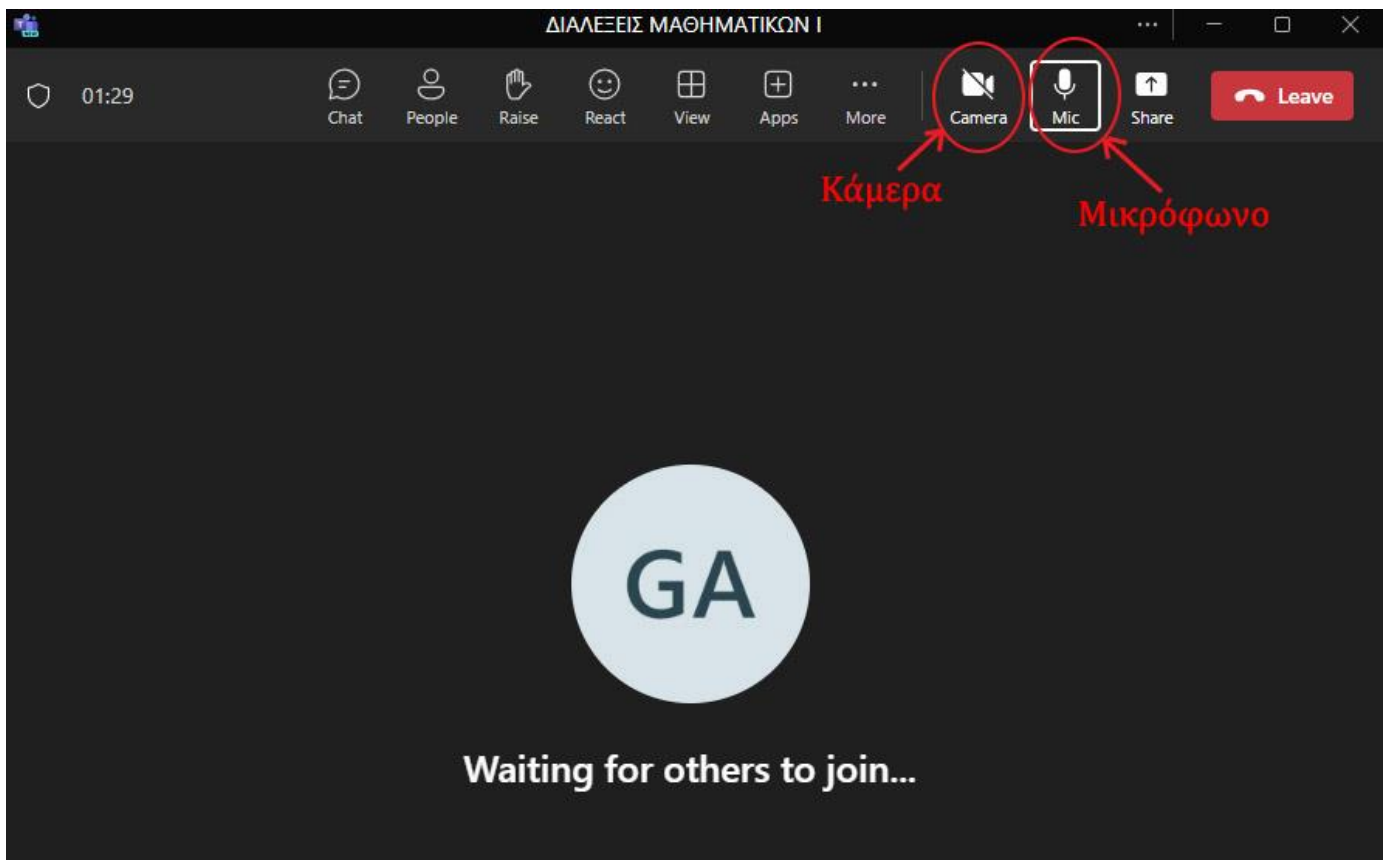 ΔΙΑΛΕΞΕΙΣ ΜΑΘΗΜΑΤΙΚΩΝ Ι
01:29
Chat People Raise React View Apps More Camera Mic Share Leave
Κάμερα
Μικρόφωνο
GA
Waiting for others to join...